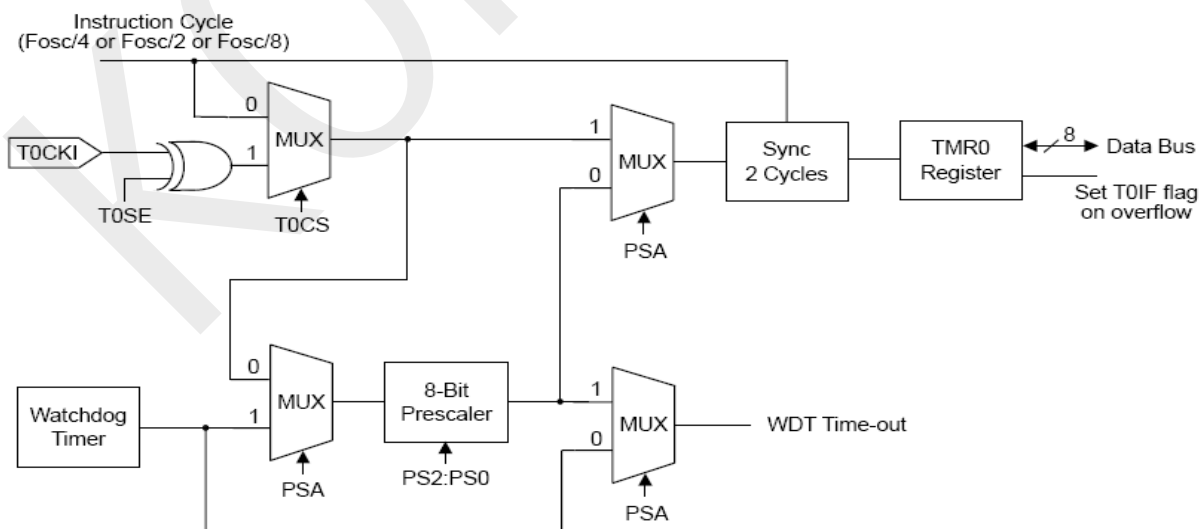 Instruction Cycle
(Fosc/4 or Fosc/2 or Fosc/8)
0
MUX
T0CKI
1
T0SE
T0CS
1
MUX
0
PSA
Sync
2 Cycles
TMR0
Register
8
Data Bus
Set T0IF flag
on overflow
0
MUX
1
Watchdog
Timer
PSA
8-Bit
Prescaler
PS2:PS0
1
MUX
0
PSA
WDT Time-out